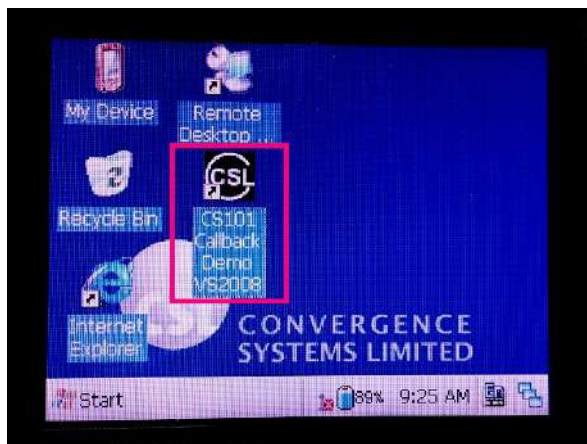 My Device
Remote
Desktop ...
Recycle Bin
CSL
CS101
Callback
Demo
VS2008
Internet
Explorer
CSL
CONVERGENCE
SYSTEMS LIMITED
Start
89%
9:25 AM